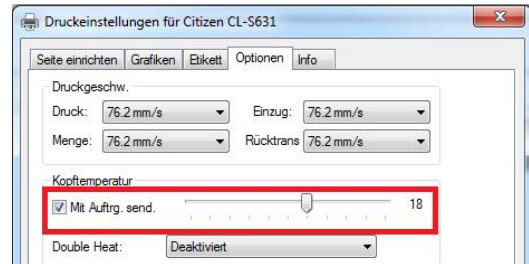 Druckeinstellungen für Citizen CL-S631
Seite einrichten Grafiken Etikett Optionen Info
Druckgeschw.
Druck: 76.2 mm/s Einzug: 76.2 mm/s
Menge: 76.2 mm/s Rücktrans 76.2 mm/s
Kopftemperatur
Mit Auftrg. send. 18
Double Heat: Deaktiviert